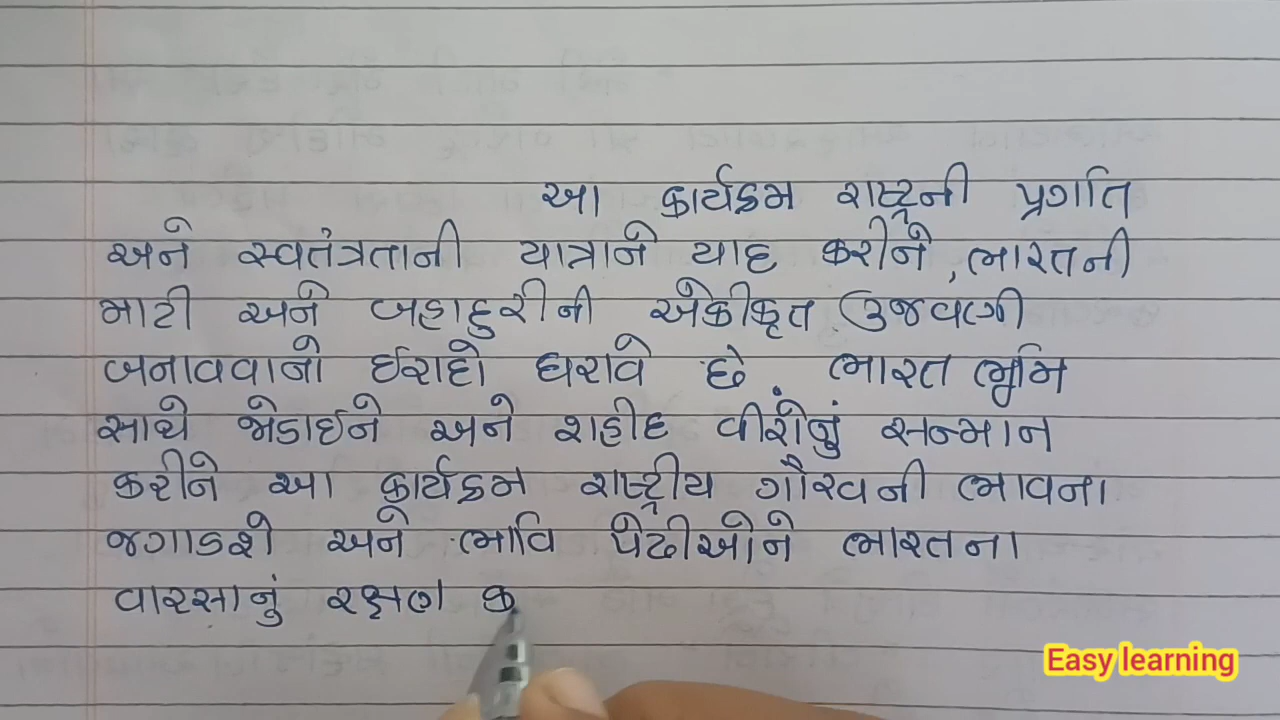 આ કાર્યક્રમ રાષ્ટ્રની પ્રગતિ
અને સ્વતંત્રતાની યાત્રાને યાદ કરીને, ભારતની
માટી અને બહાદુરીની એકીકૃત ઉજવણી
બનાવવાનો ઈરાદો ધરાવે છે. ભારત ભૂમિ
સાથે જોડાઈને અને શહીદ વીરોનું સન્માન
કરીને આ કાર્યક્રમ રાષ્ટ્રીય ગૌરવની ભાવના
જગાડશે અને ભાવિ પેઢીઓને ભારતના
વારસાનું રક્ષણ ક
Easy learning